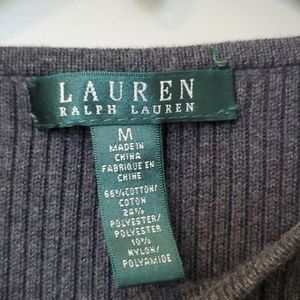 LAUREN
RALPH LAUREN
M
MADE IN
CHINA
FABRIQUE EN
CHINE
66%COTTON/
COTON
24%
POLYESTER/
POLYESTER
10%
NYLON/
POLYAMIDE